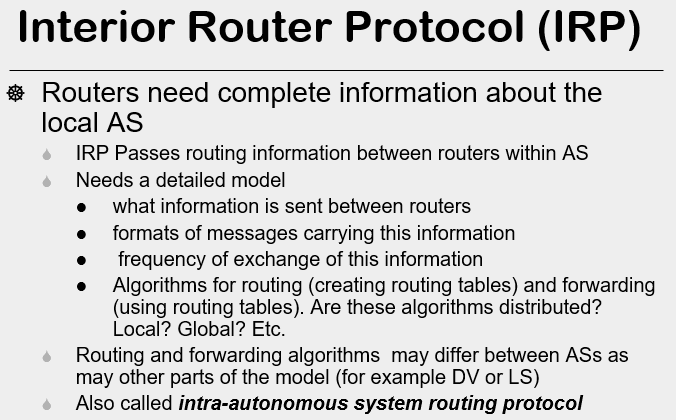 Interior Router Protocol (IRP)
Routers need complete information about the
local AS
IRP Passes routing information between routers within AS
Needs a detailed model
what information is sent between routers
formats of messages carrying this information
frequency of exchange of this information
Algorithms for routing (creating routing tables) and forwarding
(using routing tables). Are these algorithms distributed?
Local? Global? Etc.
Routing and forwarding algorithms may differ between ASs as
may other parts of the model (for example DV or LS)
Also called intra-autonomous system routing protocol